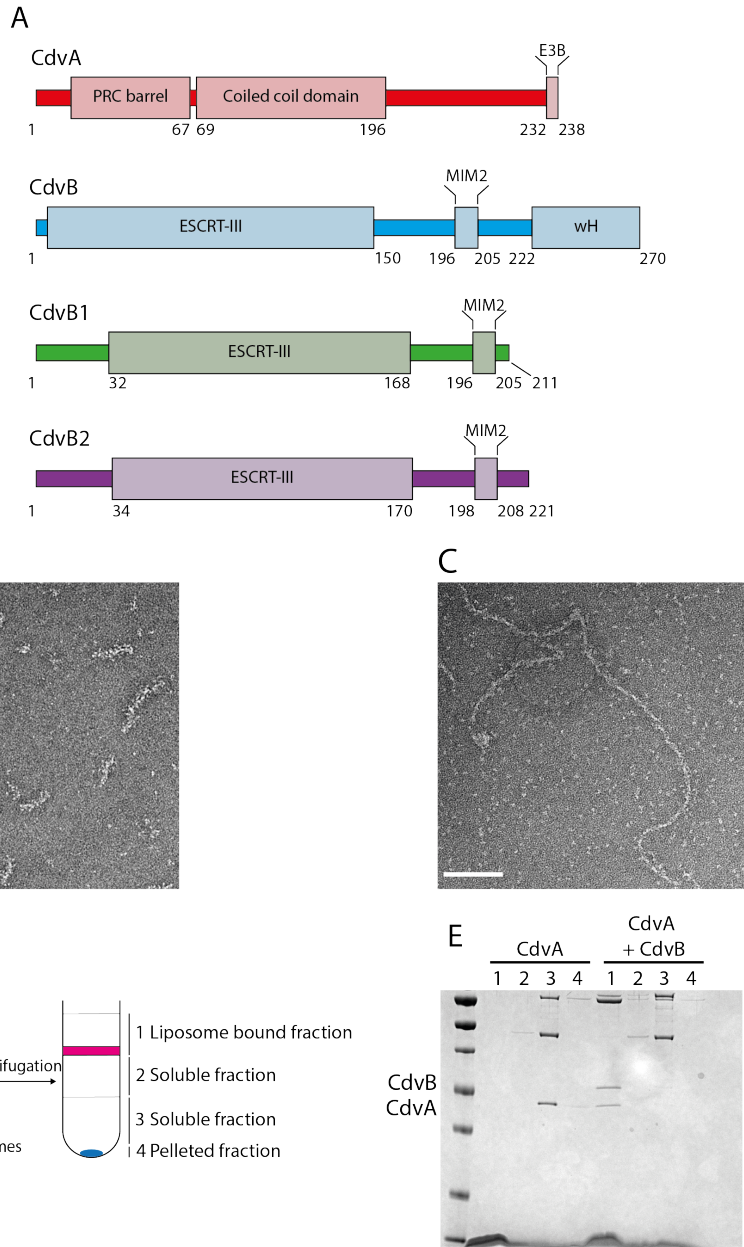 A
CdvA
E3B
PRC barrel
Coiled coil domain
1
67
69
196
232
238
CdvB
MIM2
ESCRT-III
wH
1
150
196
205
222
270
CdvB1
MIM2
ESCRT-III
1
32
168
196
205
211
CdvB2
MIM2
ESCRT-III
1
34
170
198
208
221
C
E
CdvA
CdvA
+ CdvB
1 2 3 4 1 2 3 4
CdvB
CdvA
ifugation
mes
1 Liposome bound fraction
2 Soluble fraction
3 Soluble fraction
4 Pelleted fraction